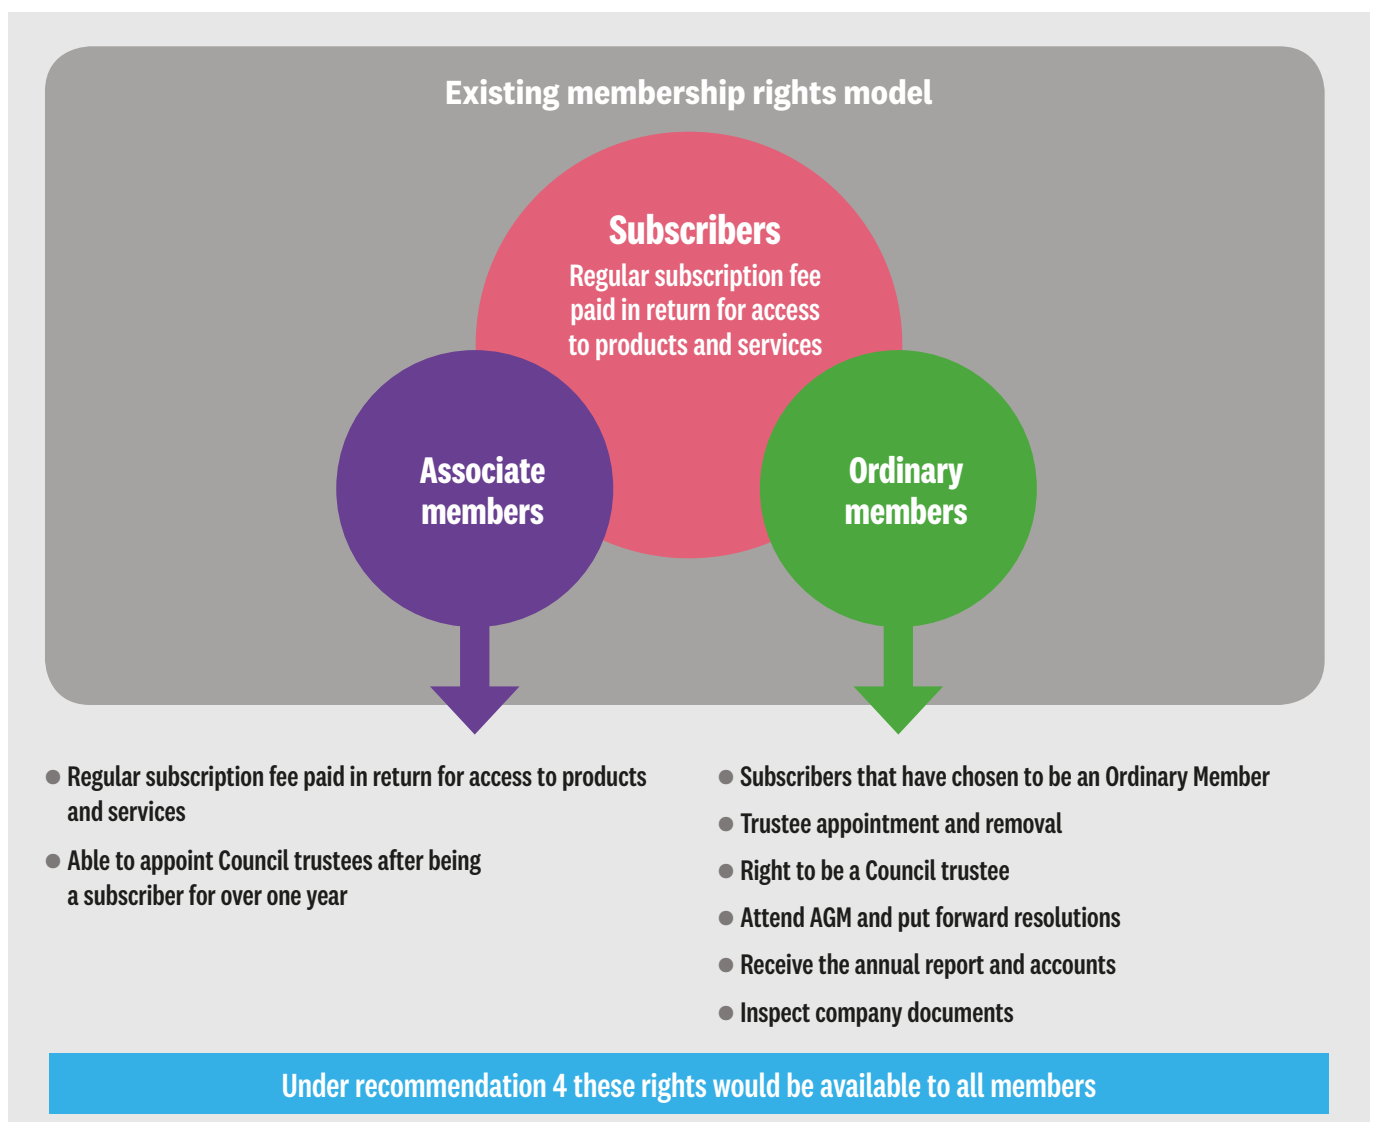 Existing membership rights model
Subscribers
Regular subscription fee
paid in return for access
to products and services
Associate
members
Ordinary
members
Regular subscription fee paid in return for access to products
and services
Able to appoint Council trustees after being
a subscriber for over one year
Subscribers that have chosen to be an Ordinary Member
Trustee appointment and removal
Right to be a Council trustee
Attend AGM and put forward resolutions
Receive the annual report and accounts
Inspect company documents
Under recommendation 4 these rights would be available to all members